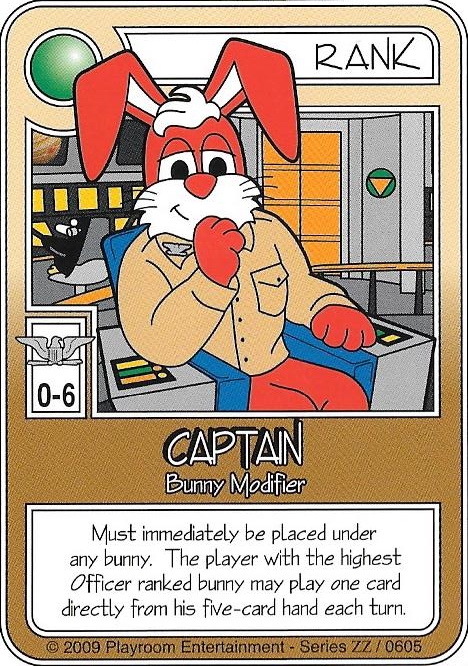 RANK
0-6
CAPTAIN
Bunny Modifier
Must immediately be placed under
any bunny. The player with the highest
Officer ranked bunny may play one card
directly from his five-card hand each turn.
© 2009 Playroom Entertainment - Series ZZ / 0605